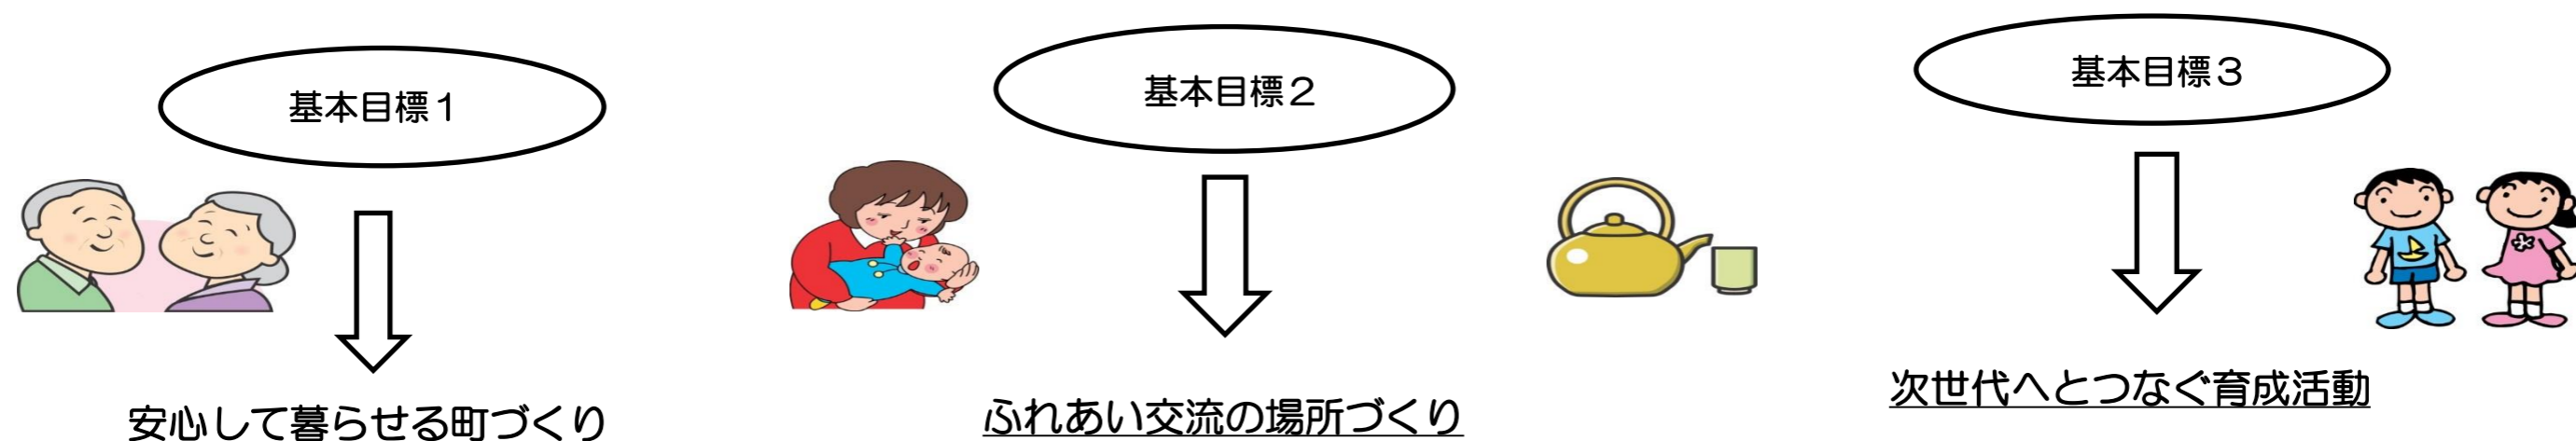 基本目標1
基本目標2
基本目標3
安心して暮らせる町づくり
ふれあい交流の場所づくり
次世代へとつなぐ育成活動